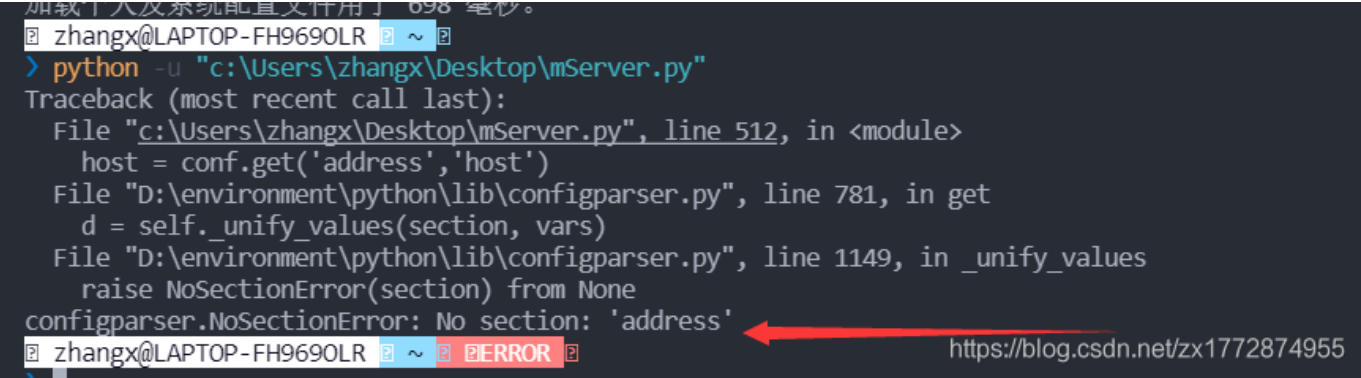 加载个人及系统配置文件用了 698 毫秒。
zhangx@LAPTOP-FH969OLR ~
> python -u "c:\Users\zhangx\Desktop\mServer.py"
Traceback (most recent call last):
  File "c:\Users\zhangx\Desktop\mServer.py", line 512, in <module>
    host = conf.get('address','host')
  File "D:\environment\python\lib\configparser.py", line 781, in get
    d = self._unify_values(section, vars)
  File "D:\environment\python\lib\configparser.py", line 1149, in _unify_values
    raise NoSectionError(section) from None
configparser.NoSectionError: No section: 'address'
zhangx@LAPTOP-FH969OLR ~ ERROR
https://blog.csdn.net/zx1772874955